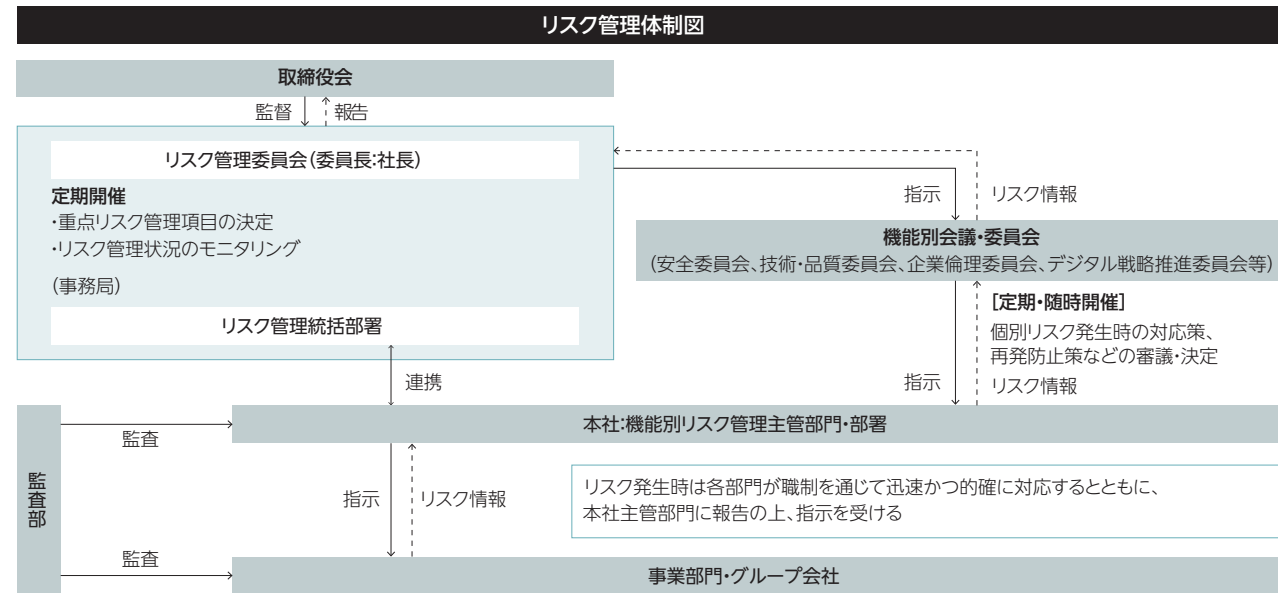 リスク管理体制図
取締役会
監督
報告
リスク管理委員会(委員長:社長)
定期開催
・重点リスク管理項目の決定
・リスク管理状況のモニタリング
(事務局)
リスク管理統括部署
指示
リスク情報
機能別会議・委員会
(安全委員会、技術・品質委員会、企業倫理委員会、デジタル戦略推進委員会等)
[定期・随時開催]
個別リスク発生時の対応策、
再発防止策などの審議・決定
連携
指示
リスク情報
本社:機能別リスク管理主管部門・部署
監査
監査部
指示
リスク情報
リスク発生時は各部門が職制を通じて迅速かつ的確に対応するとともに、
本社主管部門に報告の上、指示を受ける
監査
事業部門・グループ会社